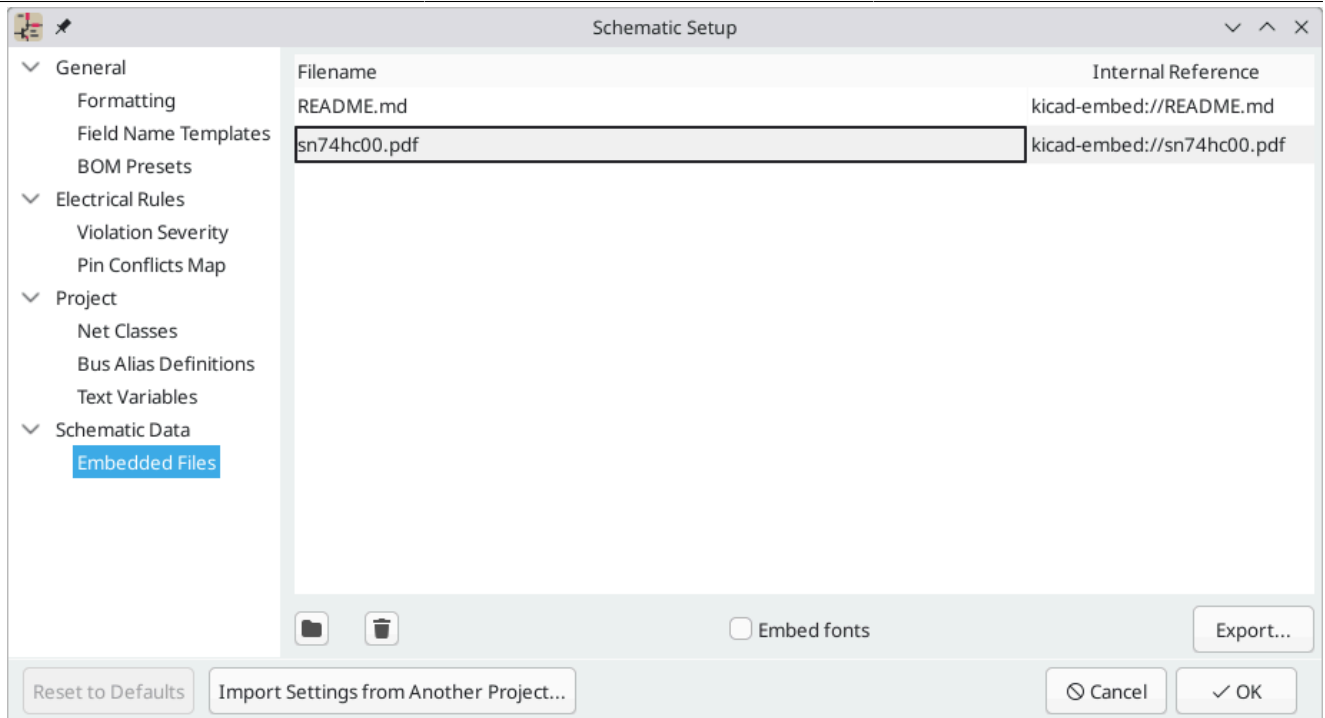 Schematic Setup
General
Formatting
Field Name Templates
BOM Presets
Electrical Rules
Violation Severity
Pin Conflicts Map
Project
Net Classes
Bus Alias Definitions
Text Variables
Schematic Data
Embedded Files
Filename Internal Reference
README.md kicad-embed://README.md
sn74hc00.pdf kicad-embed://sn74hc00.pdf
Embed fonts Export...
Reset to Defaults Import Settings from Another Project... Cancel OK